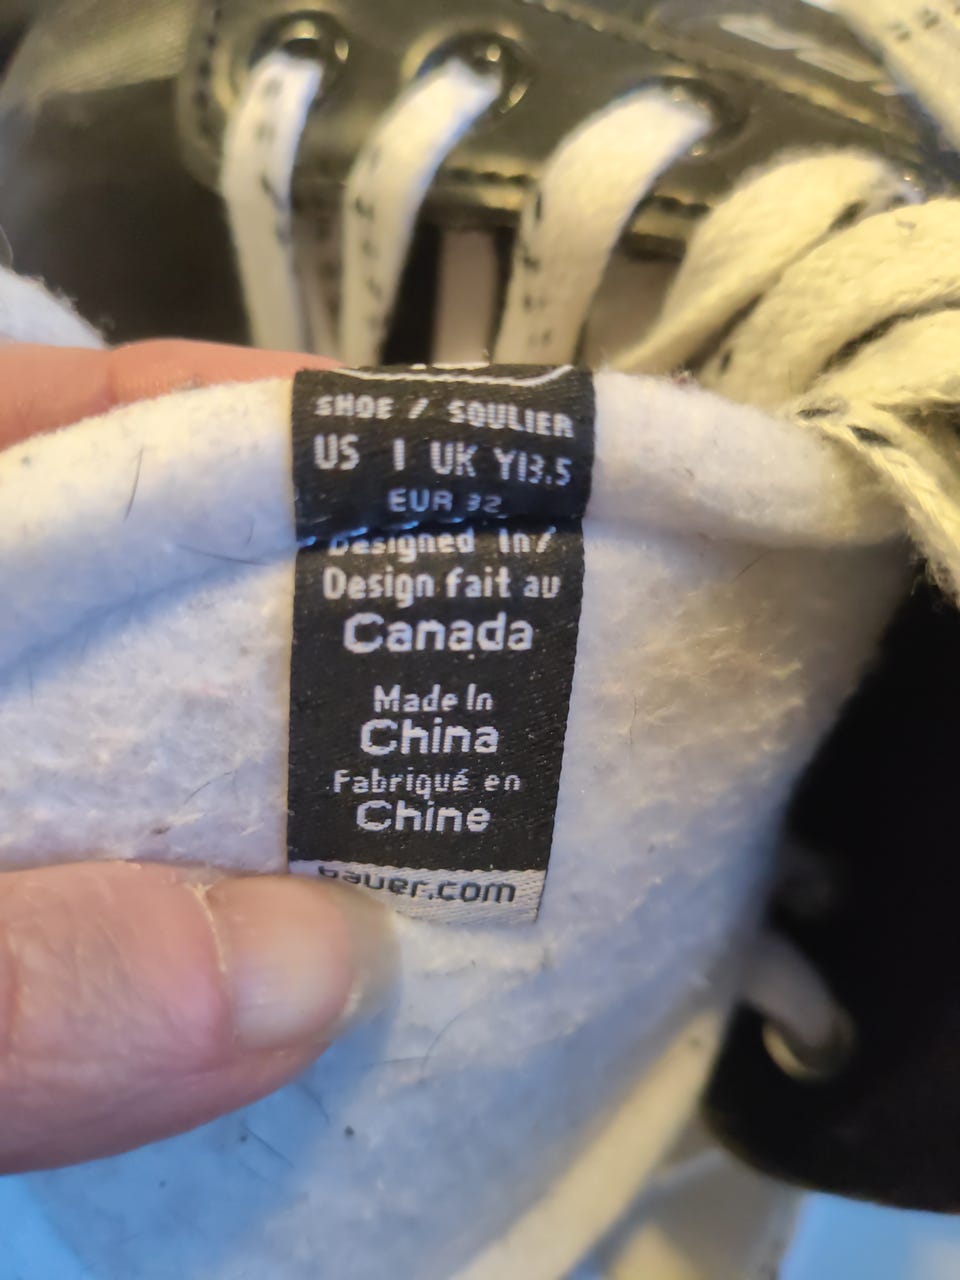 SHOE / SOULIER
US 1 UK Y13.5
EUR 32
Designed In/
Design fait au
Canada
Made In
China
Fabriqué en
Chine
bauer.com